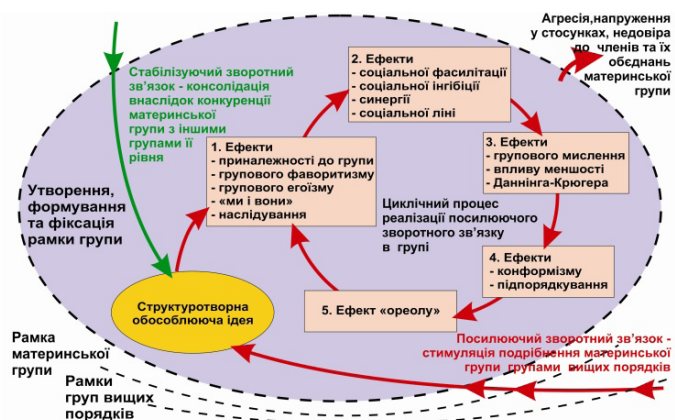 Агресія,напруження
у стосунках, недовіра
до членів та їх
обєднань
материнської
групи
Стабілізуючий зворотний
зв’язок - консолідація
внаслідок конкуренції
материнської
групи з іншими
групами її
рівня
2. Ефекти
- соціальної фасилітації
- соціальної інгібіції
- синергії
- соціальної ліні
1. Ефекти
- приналежності до групи
- групового фаворитизму
- групового егоїзму
- «ми і вони»
- наслідування
3. Ефекти
- групового мислення
- впливу меншості
- Даннінга-Крюгера
Утворення,
формування
та фіксація
рамки групи
Циклічний процес
реалізації посилюючого
зворотного зв’язку
в групі
4. Ефекти
- конформізму
- підпорядкування
5. Ефект «ореолу»
Структуротворна
обособлююча ідея
Посилюючий зворотний зв’язок -
стимуляція подрібнення материнської
групи групами вищих порядків
Рамка
материнської
групи
Рамки
груп вищих
порядків